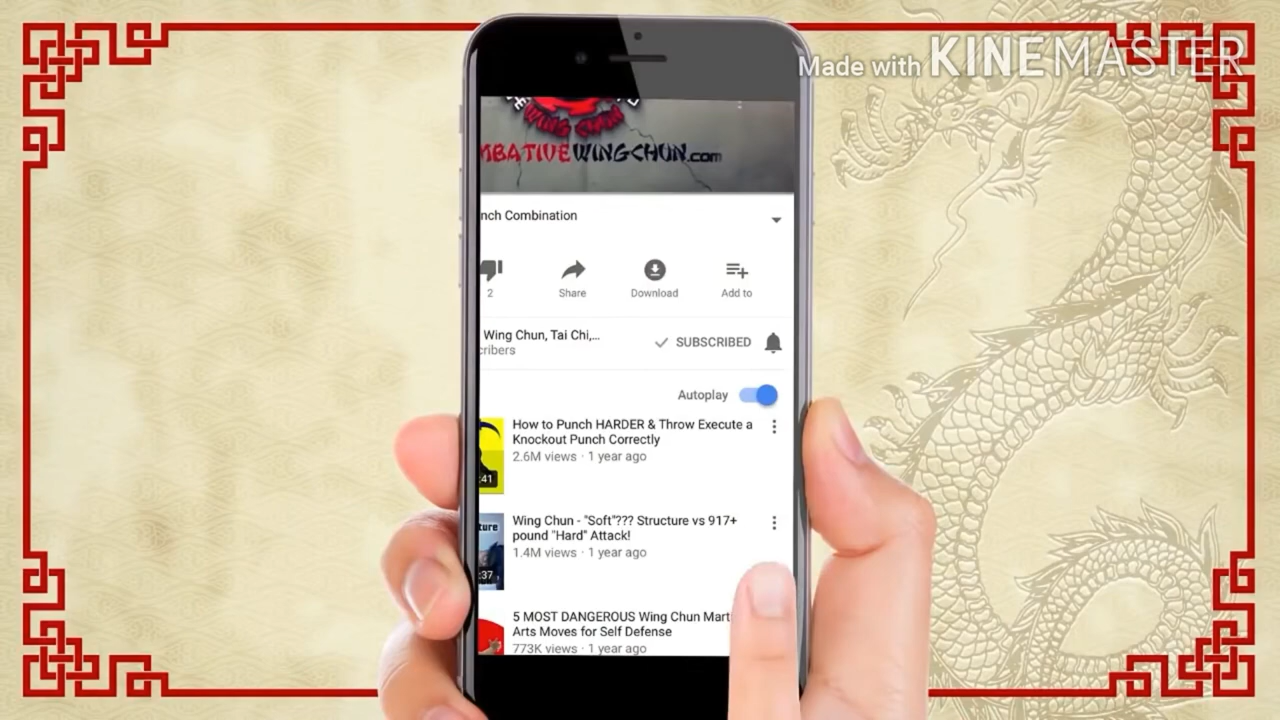 Made with KINEMASTER
WING CHUN
MBATIVEWINGCHUN.com
nch Combination
2
Share
Download
Add to
Wing Chun, Tai Chi,...
cribers
SUBSCRIBED
Autoplay
How to Punch HARDER & Throw Execute a
Knockout Punch Correctly
2.6M views · 1 year ago
:41
Wing Chun - "Soft"??? Structure vs 917+
pound "Hard" Attack!
1.4M views · 1 year ago
ture
:37
5 MOST DANGEROUS Wing Chun Mart
Arts Moves for Self Defense
773K views · 1 year ago